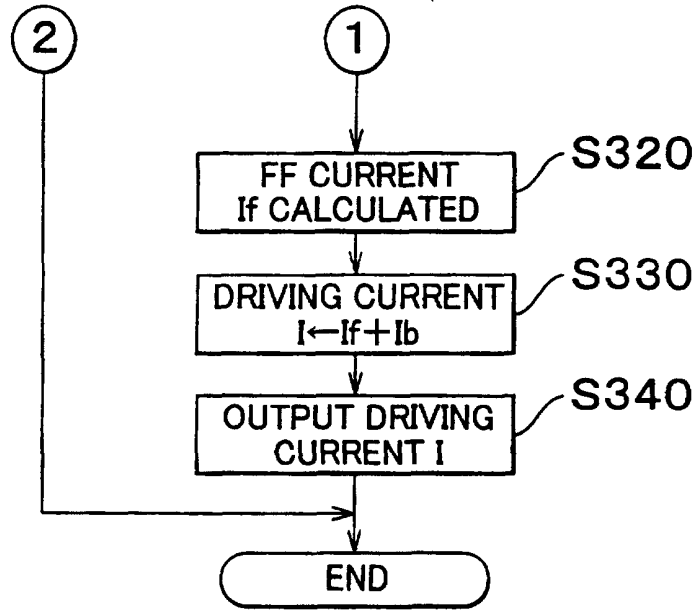 2
1
FF CURRENT
If CALCULATED
S320
DRIVING CURRENT
I←If+Ib
S330
OUTPUT DRIVING
CURRENT I
S340
END